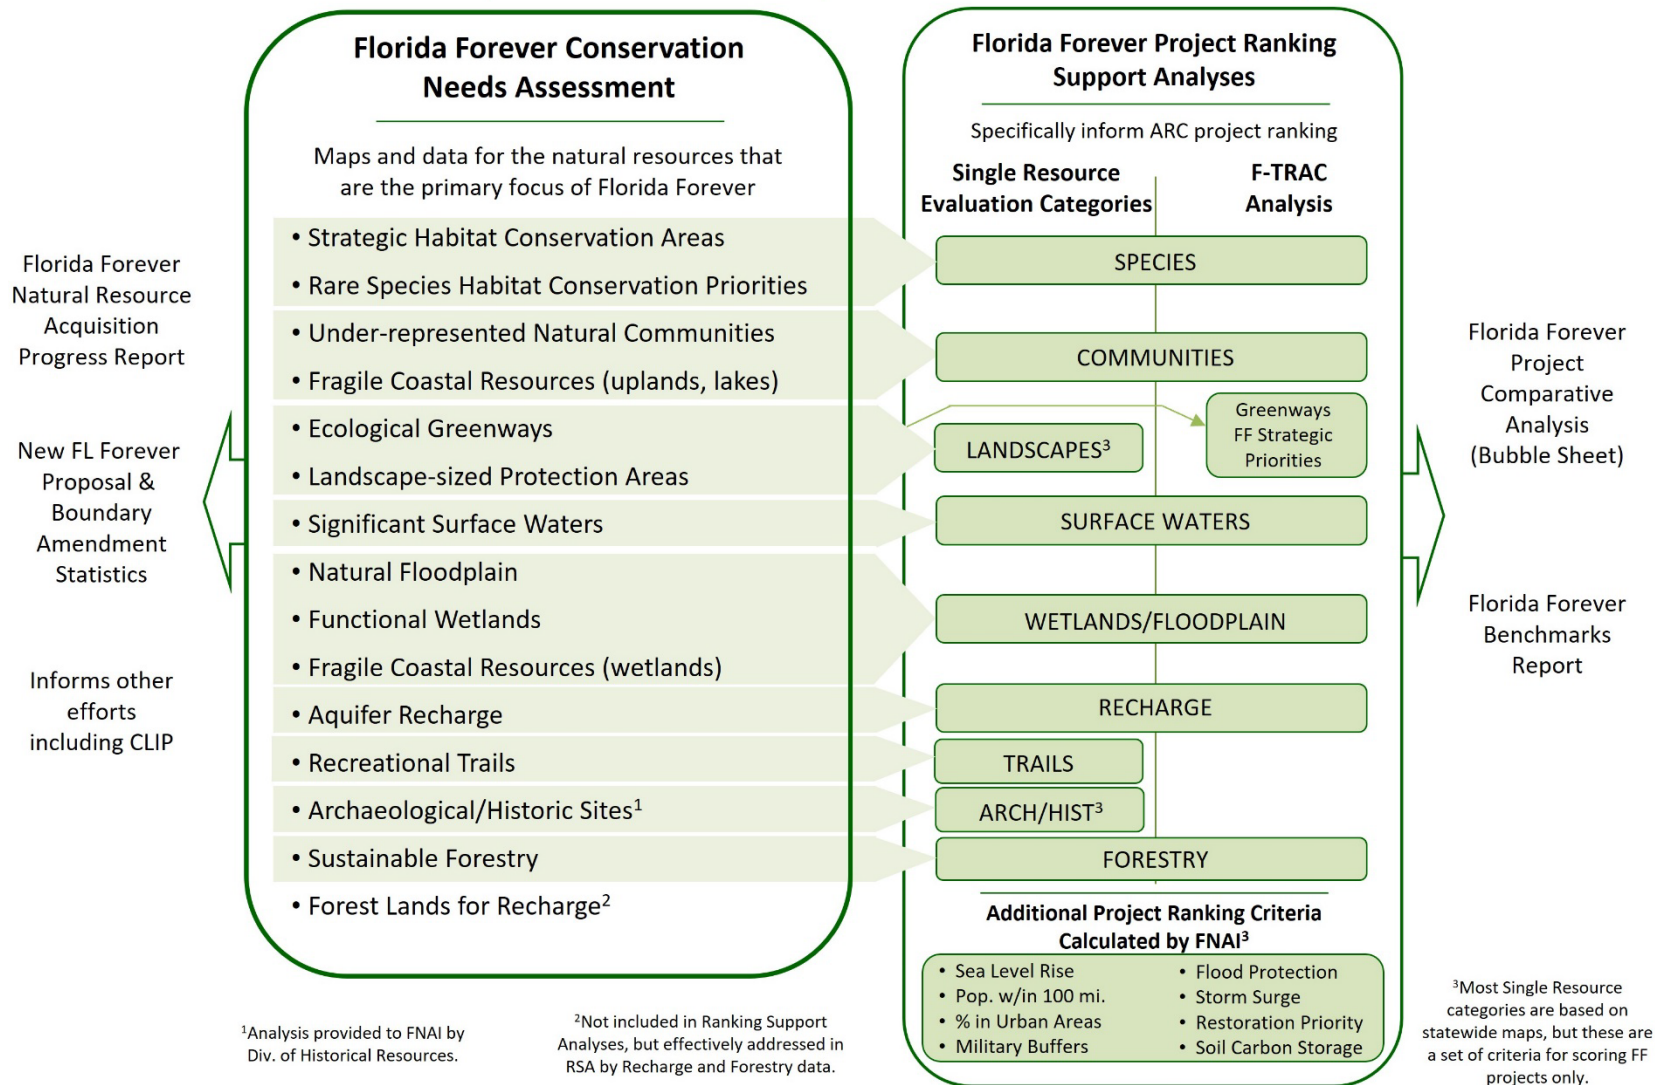 Florida Forever
Natural Resource
Acquisition
Progress Report
New FL Forever
Proposal &
Boundary
Amendment
Statistics
Informs other
efforts
including CLIP
Florida Forever Conservation
Needs Assessment
Maps and data for the natural resources that
are the primary focus of Florida Forever
• Strategic Habitat Conservation Areas
• Rare Species Habitat Conservation Priorities
• Under-represented Natural Communities
• Fragile Coastal Resources (uplands, lakes)
• Ecological Greenways
• Landscape-sized Protection Areas
• Significant Surface Waters
• Natural Floodplain
• Functional Wetlands
• Fragile Coastal Resources (wetlands)
• Aquifer Recharge
• Recreational Trails
• Archaeological/Historic Sites¹
• Sustainable Forestry
• Forest Lands for Recharge²
¹Analysis provided to FNAI by
Div. of Historical Resources.
²Not included in Ranking Support
Analyses, but effectively addressed in
RSA by Recharge and Forestry data.
Florida Forever Project Ranking
Support Analyses
Specifically inform ARC project ranking
Single Resource
Evaluation Categories
F-TRAC
Analysis
SPECIES
COMMUNITIES
LANDSCAPES³
Greenways
FF Strategic
Priorities
SURFACE WATERS
WETLANDS/FLOODPLAIN
RECHARGE
TRAILS
ARCH/HIST³
FORESTRY
Additional Project Ranking Criteria
Calculated by FNAI³
• Sea Level Rise
• Pop. w/in 100 mi.
• % in Urban Areas
• Military Buffers
• Flood Protection
• Storm Surge
• Restoration Priority
• Soil Carbon Storage
Florida Forever
Project
Comparative
Analysis
(Bubble Sheet)
Florida Forever
Benchmarks
Report
³Most Single Resource
categories are based on
statewide maps, but these are
a set of criteria for scoring FF
projects only.